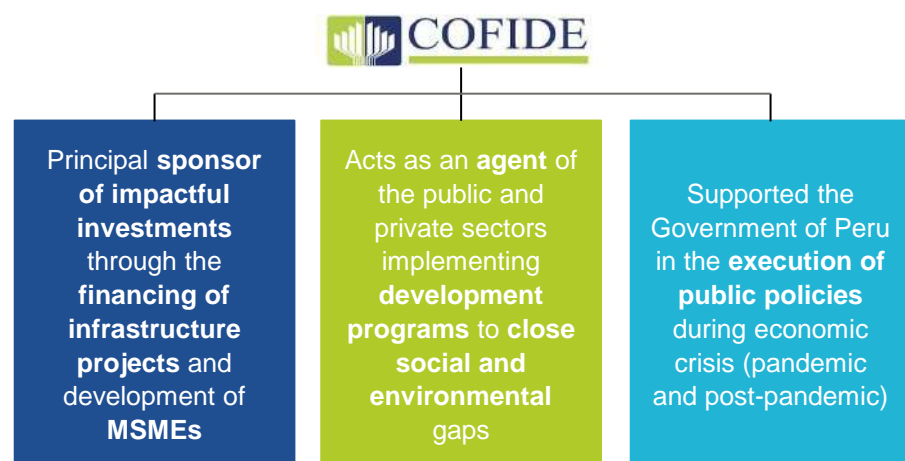 COFIDE
Principal sponsor
of impactful
investments
through the
financing of
infrastructure
projects and
development of
MSMEs
Acts as an agent of
the public and
private sectors
implementing
development
programs to close
social and
environmental
gaps
Supported the
Government of Peru
in the execution of
public policies
during economic
crisis (pandemic
and post-pandemic)